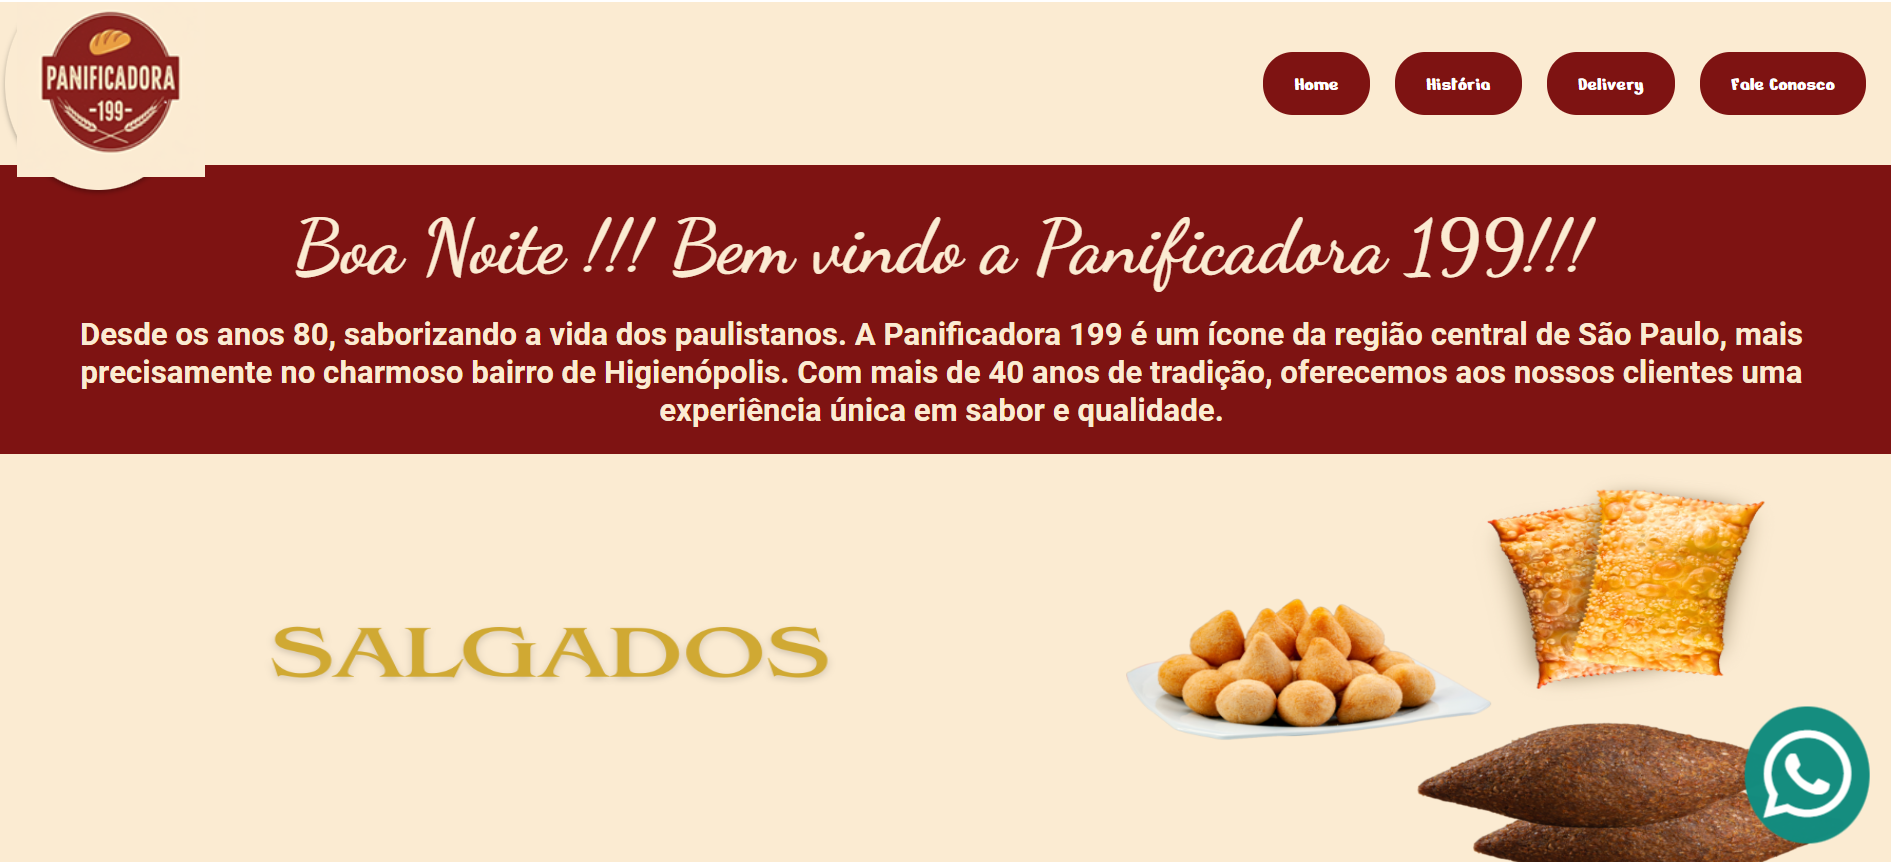 PANIFICADORA
-199-
Home
História
Delivery
Fale Conosco
Boa Noite !!! Bem vindo a Panificadora 199!!!
Desde os anos 80, saborizando a vida dos paulistanos. A Panificadora 199 é um ícone da região central de São Paulo, mais
precisamente no charmoso bairro de Higienópolis. Com mais de 40 anos de tradição, oferecemos aos nossos clientes uma
experiência única em sabor e qualidade.
SALGADOS